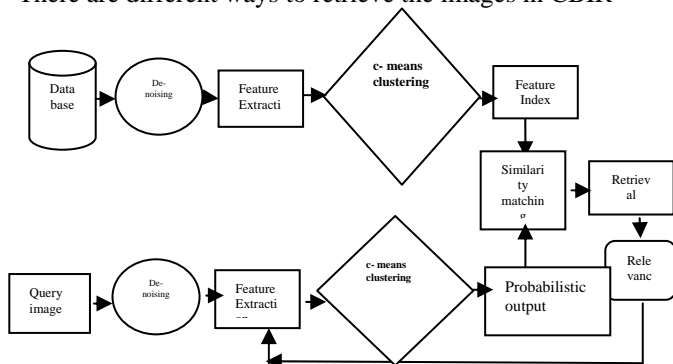 There are different ways to retrieve the images in CBIR
c- means
clustering
Data
base
De-
noising
Feature
Extracti
Feature
Index
Similari
ty
matchin
g
Retriev
al
Rele
vanc
c- means
clustering
De-
noising
Query
image
Feature
Extracti
Probabilistic
output